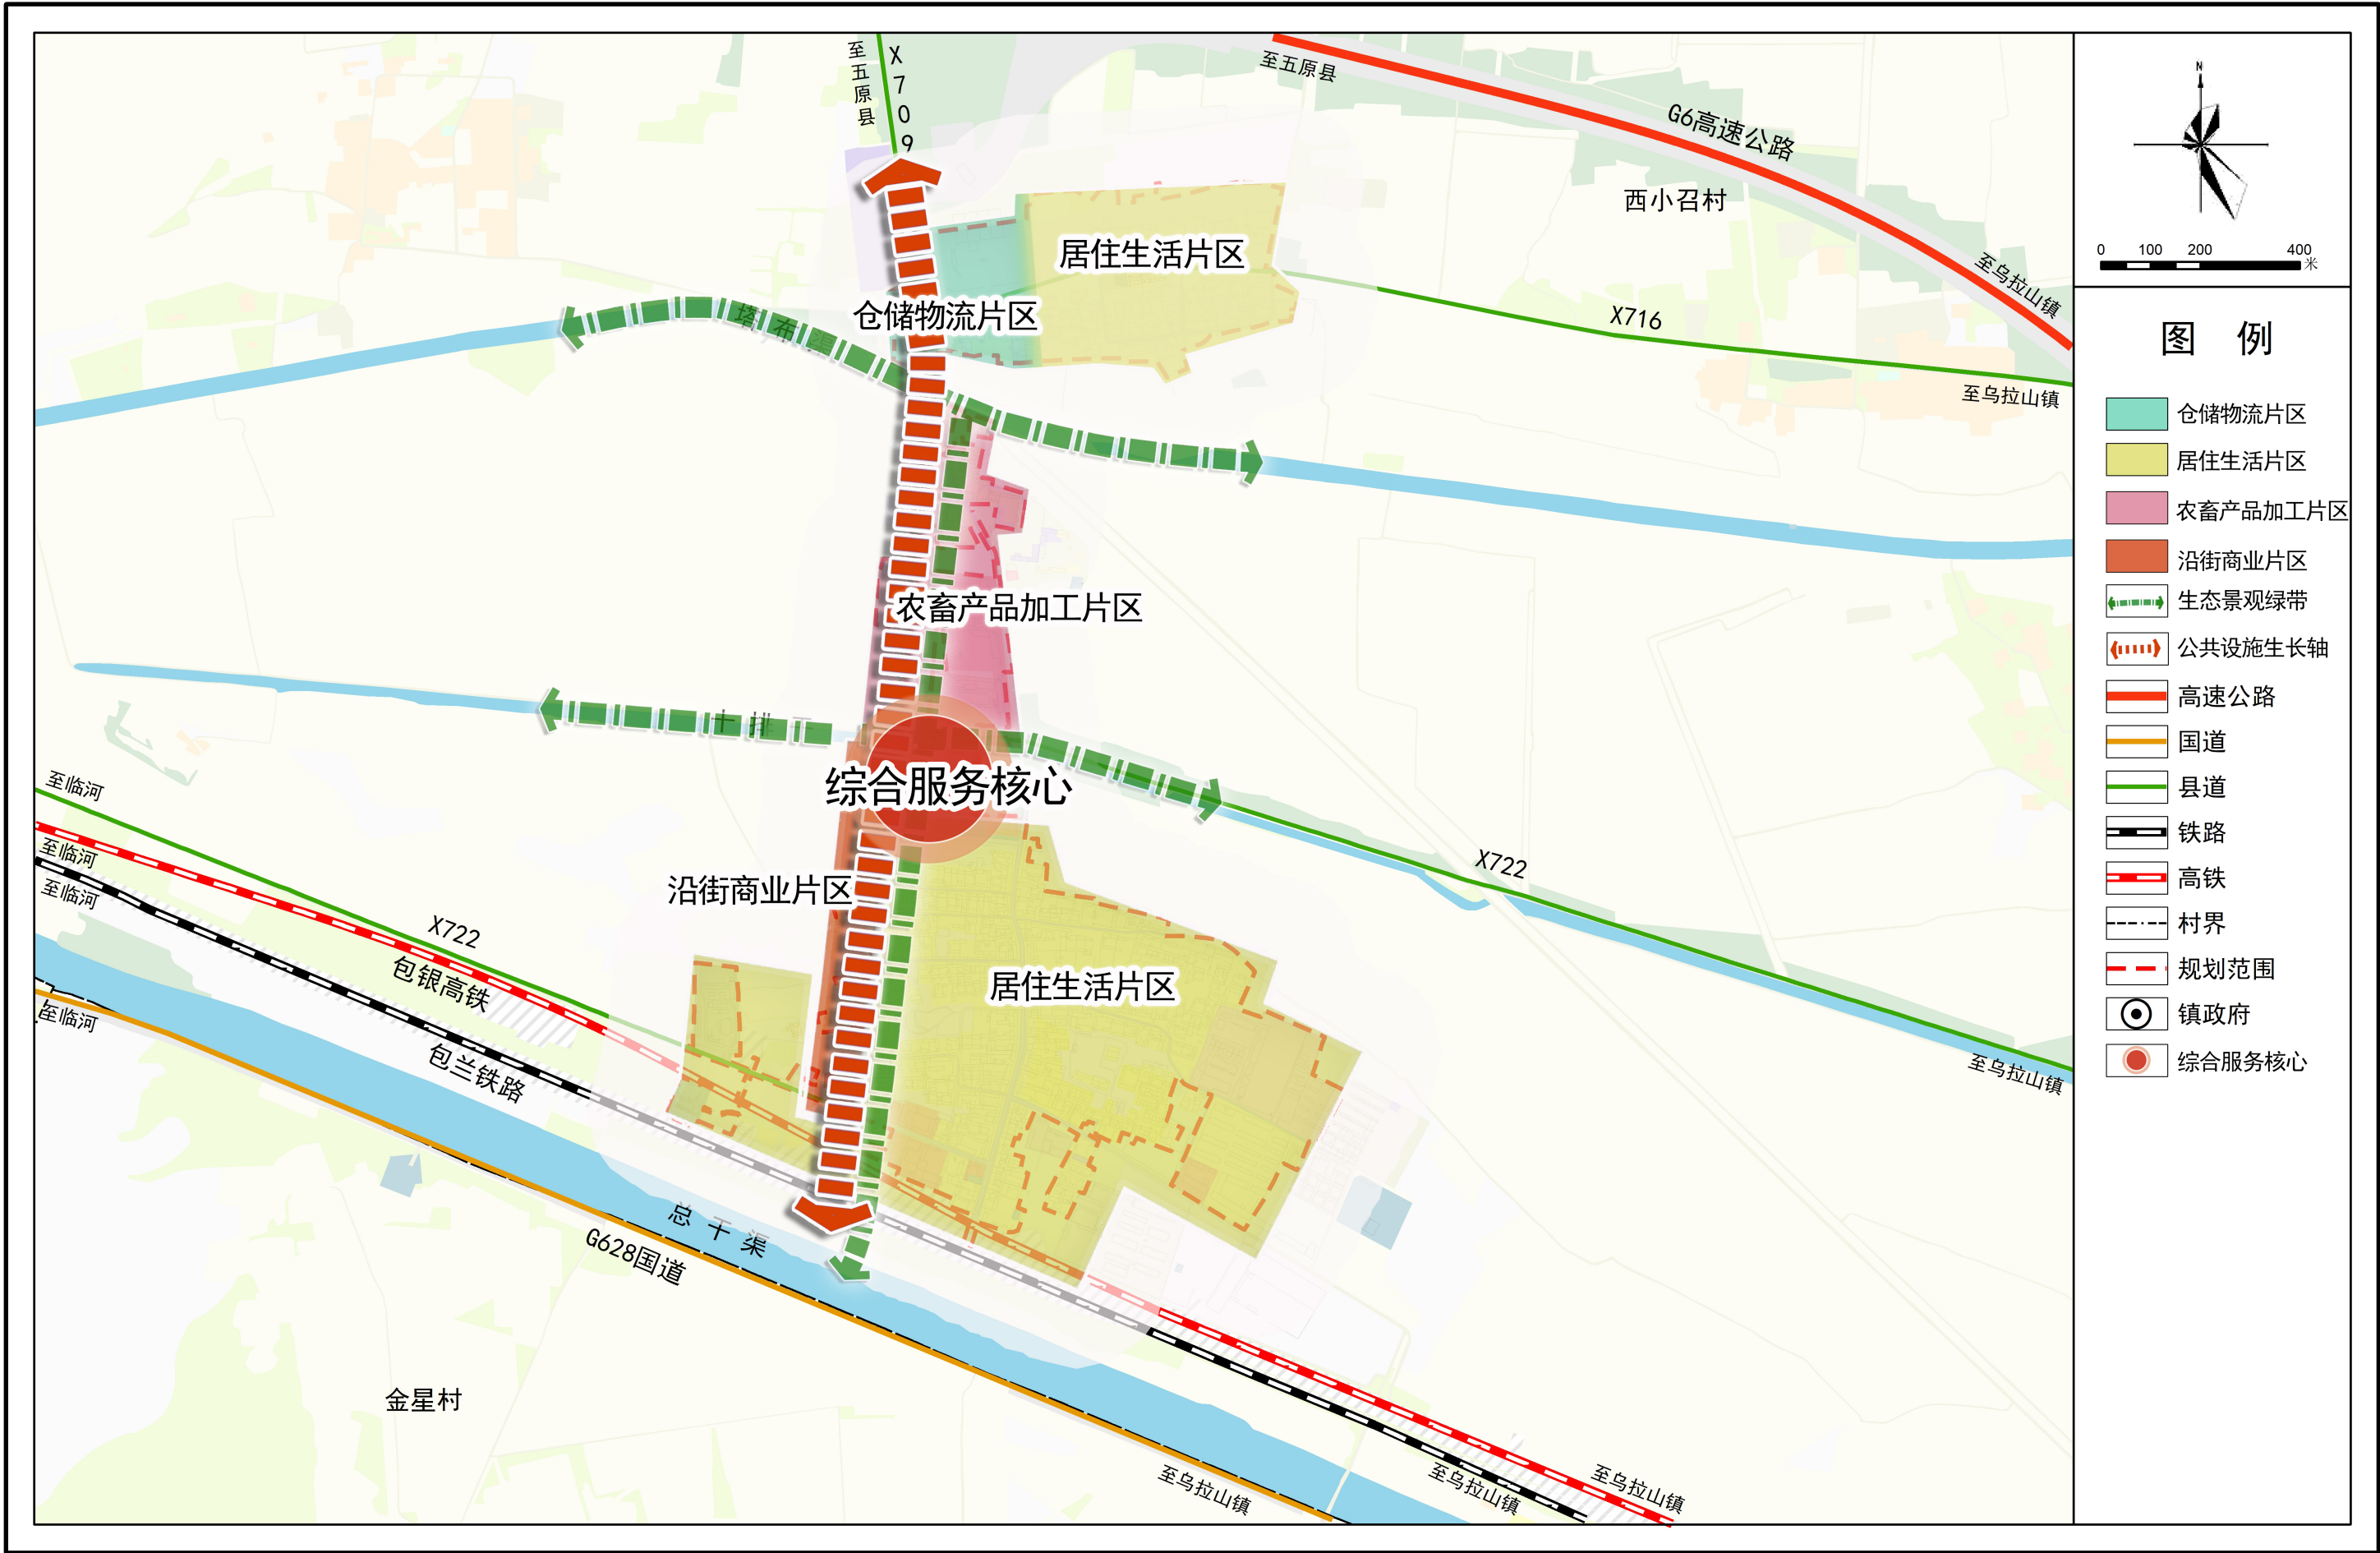 至五原县
X709
至五原县
G6高速公路
西小召村
至乌拉山镇
居住生活片区
仓储物流片区
塔布渠
X716
至乌拉山镇
农畜产品加工片区
十排干
综合服务核心
至临河
至临河
至临河
至临河
X722
X722
沿街商业片区
包银高铁
包兰铁路
居住生活片区
至乌拉山镇
总干渠
G628国道
金星村
至乌拉山镇
至乌拉山镇
至乌拉山镇
N
0 100 200 400
米
图 例
仓储物流片区
居住生活片区
农畜产品加工片区
沿街商业片区
生态景观绿带
公共设施生长轴
高速公路
国道
县道
铁路
高铁
村界
规划范围
镇政府
综合服务核心